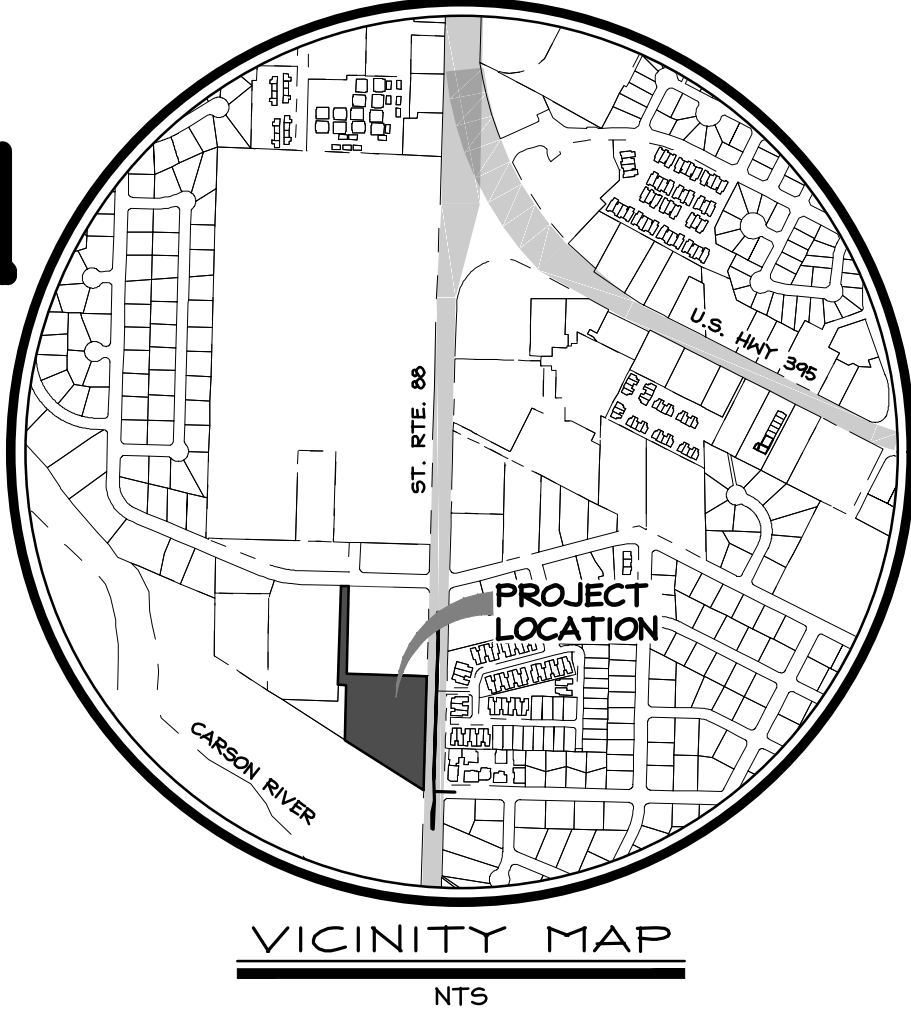 U.S. HWY 395
ST. RTE. 88
PROJECT
LOCATION
CARSON RIVER
VICINITY MAP
NTS